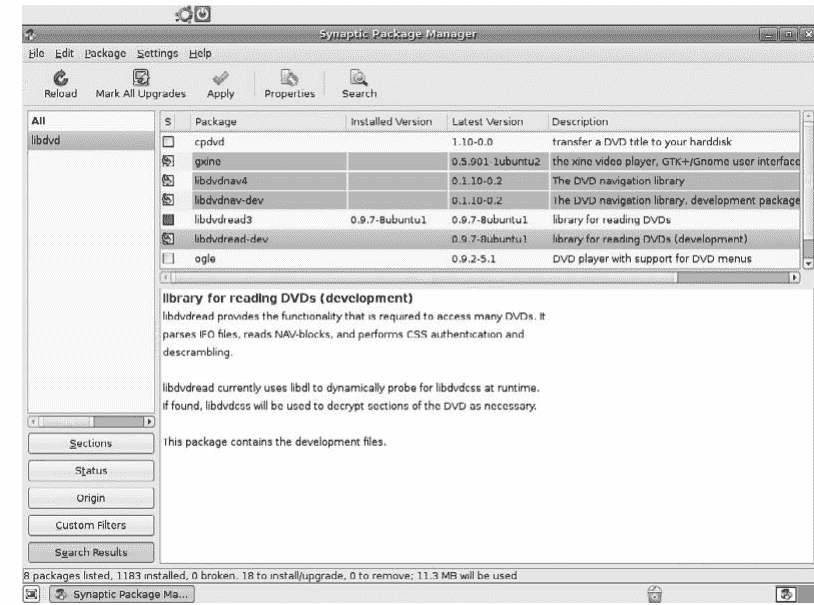 Synaptic Package Manager
File Edit Package Settings Help
Reload Mark All Upgrades Apply Properties Search
All
libdvd
S Package Installed Version Latest Version Description
cpdvd 1.10-0.0 transfer a DVD title to your harddisk
gxine 0.5.901-1ubuntu2 the xine video player, GTK+/Gnome user interface
libdvdnav4 0.1.10-0.2 The DVD navigation library
libdvdnav-dev 0.1.10-0.2 The DVD navigation library, development package
libdvdread3 0.9.7-8ubuntu1 0.9.7-8ubuntu1 library for reading DVDs
libdvdread-dev 0.9.7-8ubuntu1 library for reading DVDs (development)
ogle 0.9.2-5.1 DVD player with support for DVD menus
library for reading DVDs (development)
libdvdread provides the functionality that is required to access many DVDs. It
parses IFO files, reads NAV-blocks, and performs CSS authentication and
descrambling.
libdvdread currently uses libdl to dynamically probe for libdvdcss at runtime.
If found, libdvdcss will be used to decrypt sections of the DVD as necessary.
This package contains the development files.
Sections
Status
Origin
Custom Filters
Search Results
8 packages listed, 1183 installed, 0 broken. 18 to install/upgrade, 0 to remove; 11.3 MB will be used
Synaptic Package Ma...